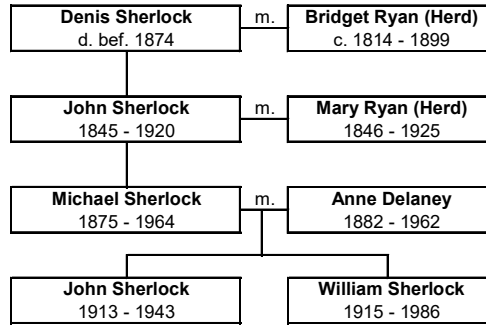 Denis Sherlock
d. bef. 1874
m.
Bridget Ryan (Herd)
c. 1814 - 1899
John Sherlock
1845 - 1920
m.
Mary Ryan (Herd)
1846 - 1925
Michael Sherlock
1875 - 1964
m.
Anne Delaney
1882 - 1962
John Sherlock
1913 - 1943
William Sherlock
1915 - 1986